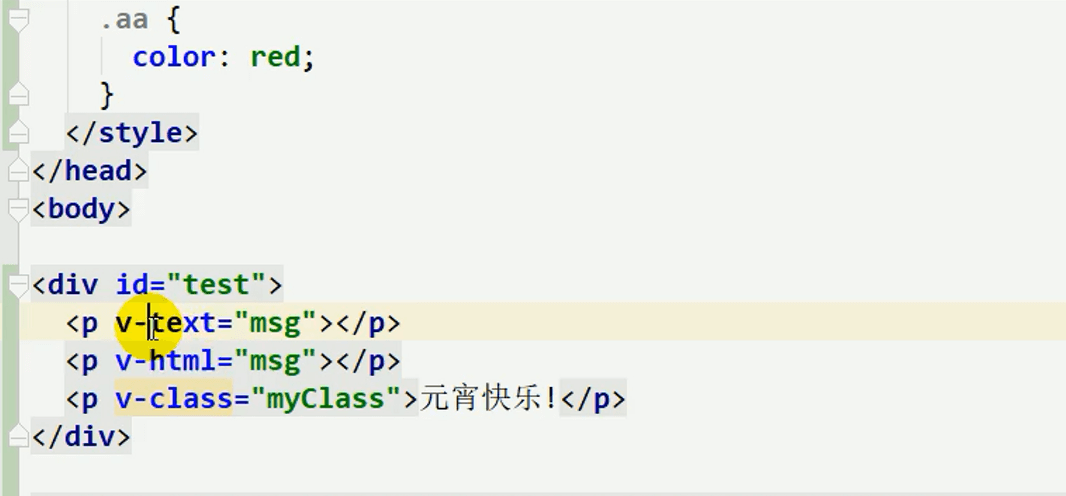 .aa {
color: red;
}
</style>
</head>
<body>
<div id="test">
<p v-text="msg"></p>
<p v-html="msg"></p>
<p v-class="myClass">元宵快乐!</p>
</div>